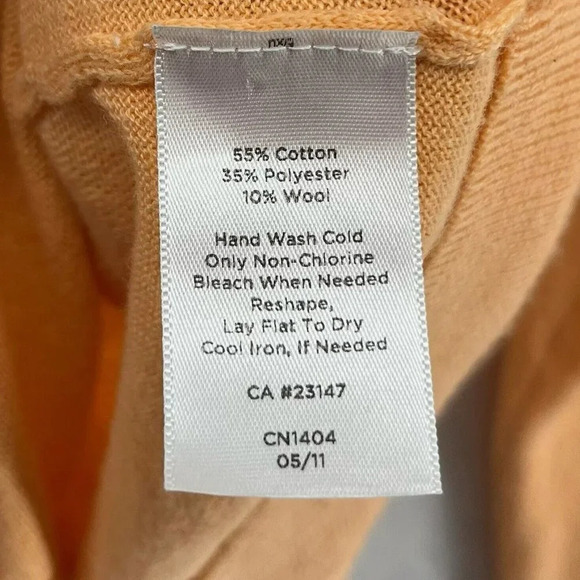 55% Cotton
35% Polyester
10% Wool
Hand Wash Cold
Only Non-Chlorine
Bleach When Needed
Reshape,
Lay Flat To Dry
Cool Iron, If Needed
CA #23147
CN1404
05/11